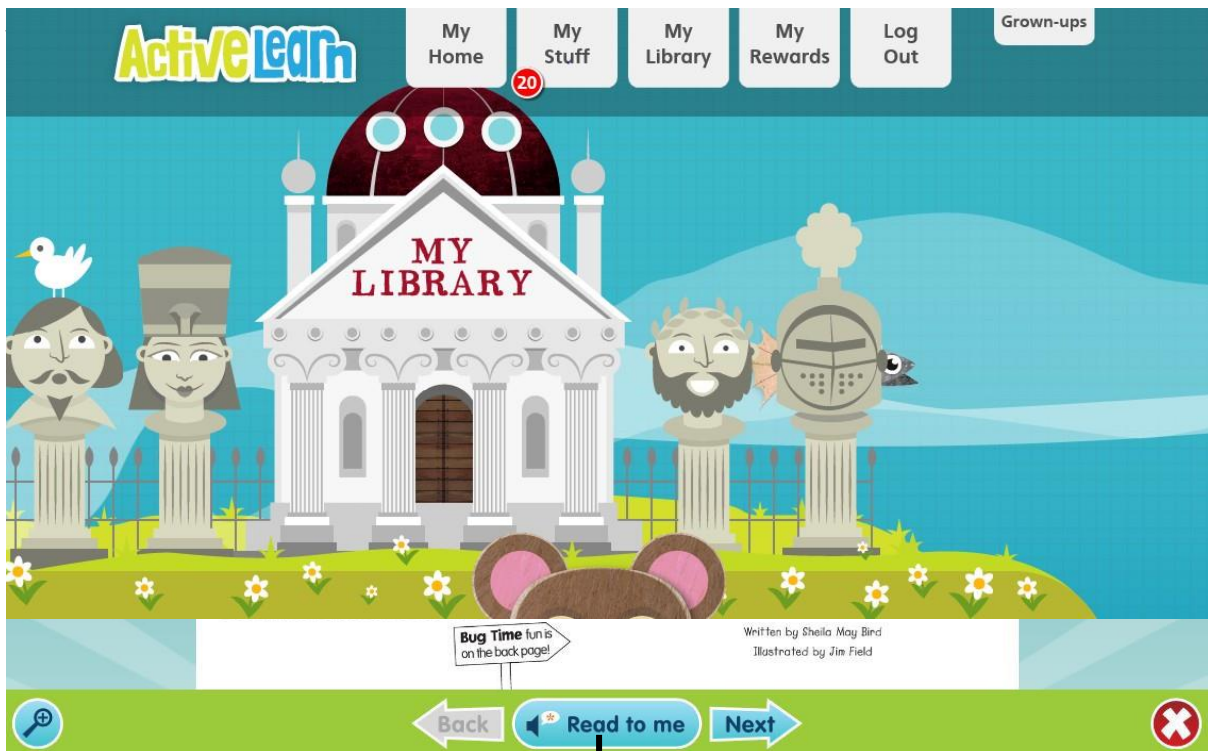 ActiveLearn
My
Home
My
Stuff
20
My
Library
My
Rewards
Log
Out
Grown-ups
MY
LIBRARY
Bug Time fun is
on the back page!
Written by Sheila May Bird
Illustrated by Jim Field
Back
Read to me
Next